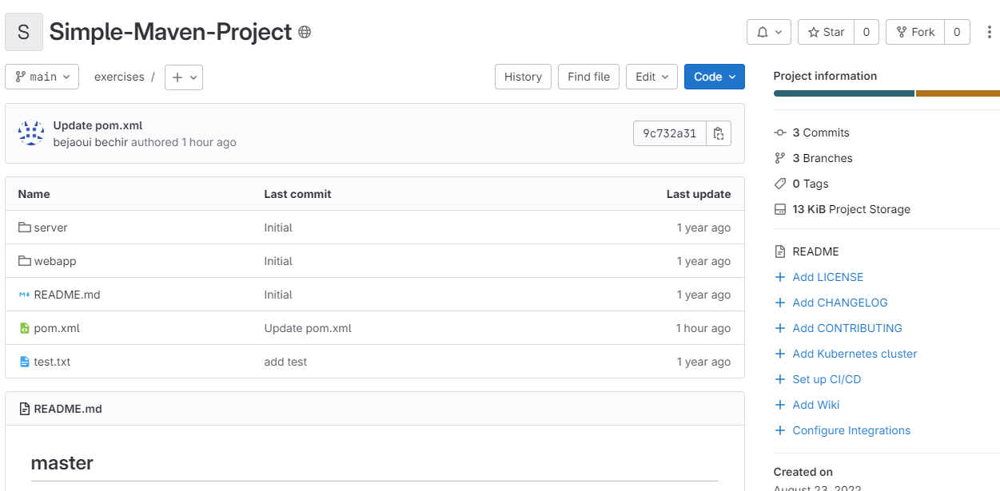 S Simple-Maven-Project
Star 0 Fork 0
main exercises / +
History Find file Edit Code
Update pom.xml
bejaoui bechir authored 1 hour ago
9c732a31
Name Last commit Last update
server Initial 1 year ago
webapp Initial 1 year ago
README.md Initial 1 year ago
pom.xml Update pom.xml 1 hour ago
test.txt add test 1 year ago
README.md
master
Project information
3 Commits
3 Branches
0 Tags
13 KiB Project Storage
README
+ Add LICENSE
+ Add CHANGELOG
+ Add CONTRIBUTING
+ Add Kubernetes cluster
+ Set up CI/CD
+ Add Wiki
+ Configure Integrations
Created on
August 23, 2022